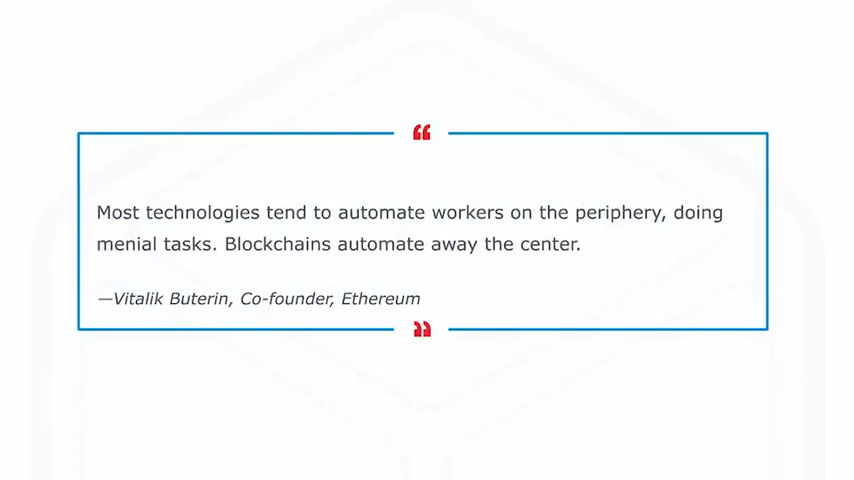 “
Most technologies tend to automate workers on the periphery, doing
menial tasks. Blockchains automate away the center.
—Vitalik Buterin, Co-founder, Ethereum
”